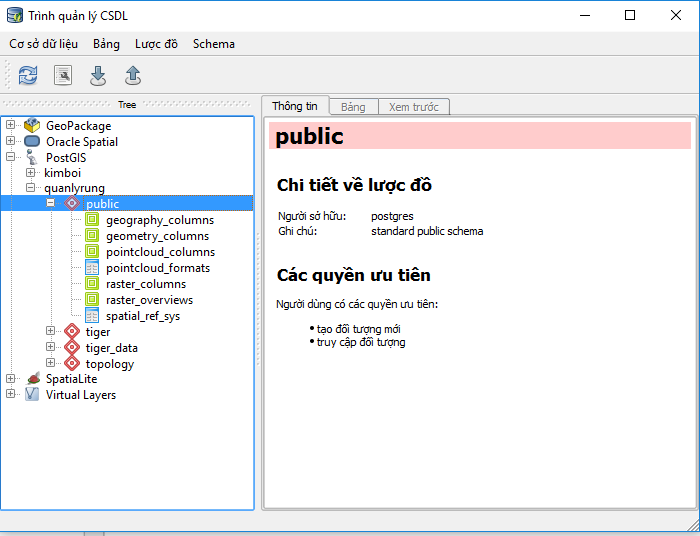 Trình quản lý CSDL
Cơ sở dữ liệu Bảng Lược đồ Schema
Tree
GeoPackage
Oracle Spatial
PostGIS
kimboi
quanlyrung
public
geography_columns
geometry_columns
pointcloud_columns
pointcloud_formats
raster_columns
raster_overviews
spatial_ref_sys
tiger
tiger_data
topology
SpatiaLite
Virtual Layers
Thông tin Bảng Xem trước
public
Chi tiết về lược đồ
Người sở hữu: postgres
Ghi chú: standard public schema
Các quyền ưu tiên
Người dùng có các quyền ưu tiên:
• tạo đối tượng mới
• truy cập đối tượng